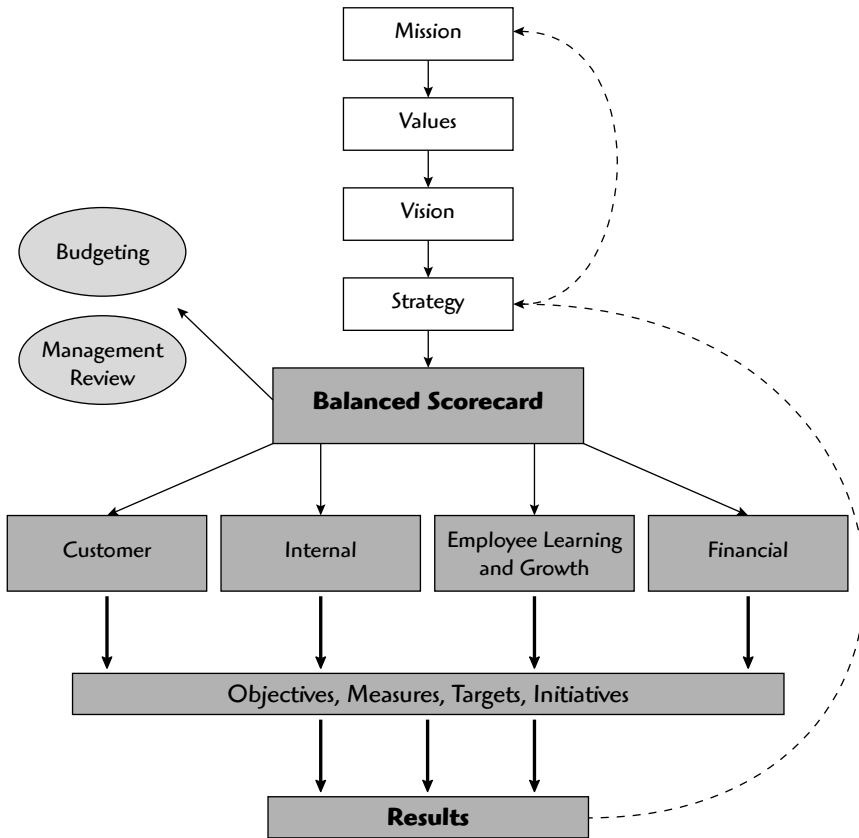 Mission
Values
Vision
Budgeting
Strategy
Management
Review
Balanced Scorecard
Customer
Internal
Employee Learning
and Growth
Financial
Objectives, Measures, Targets, Initiatives
Results